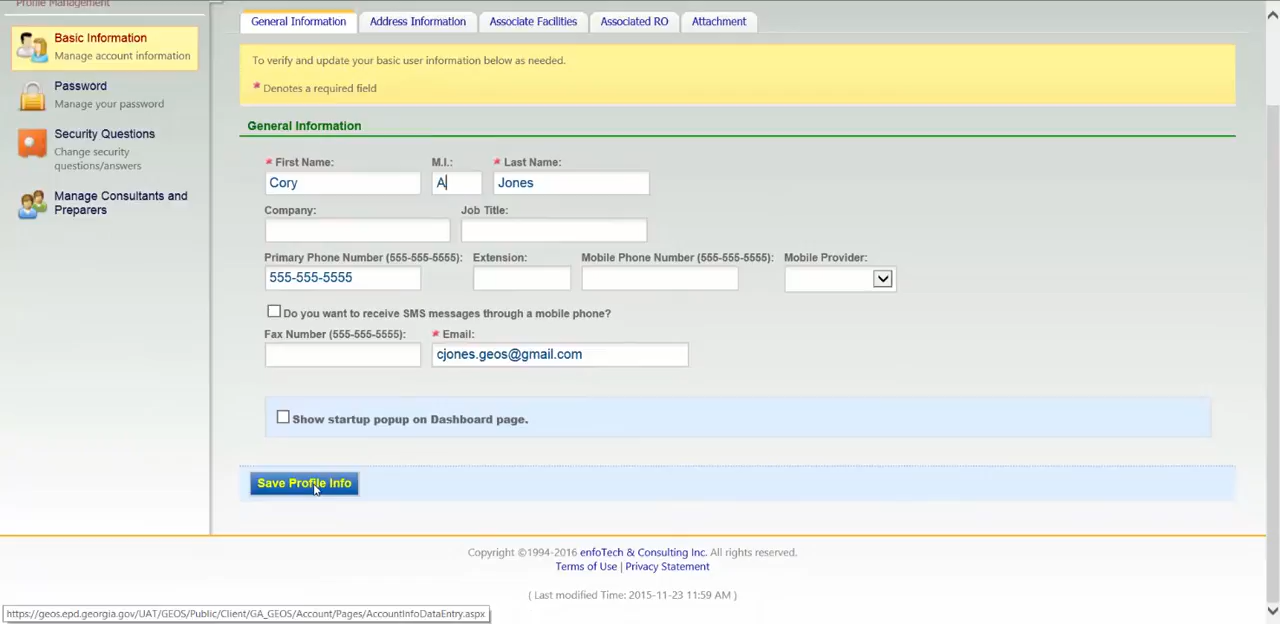 Profile Management
General Information Address Information Associate Facilities Associated RO Attachment
Basic Information
Manage account information
Password
Manage your password
Security Questions
Change security
questions/answers
Manage Consultants and
Preparers
To verify and update your basic user information below as needed.
* Denotes a required field
General Information
* First Name: M.I.: * Last Name:
Cory A Jones
Company: Job Title:
Primary Phone Number (555-555-5555): Extension: Mobile Phone Number (555-555-5555): Mobile Provider:
555-555-5555
Do you want to receive SMS messages through a mobile phone?
Fax Number (555-555-5555): * Email:
cjones.geos@gmail.com
Show startup popup on Dashboard page.
Save Profile Info
Copyright ©1994-2016 enfoTech & Consulting Inc. All rights reserved.
Terms of Use | Privacy Statement
( Last modified Time: 2015-11-23 11:59 AM )
https://geos.epd.georgia.gov/UAT/GEOS/Public/Client/GA_GEOS/Account/Pages/AccountInfoDataEntry.aspx